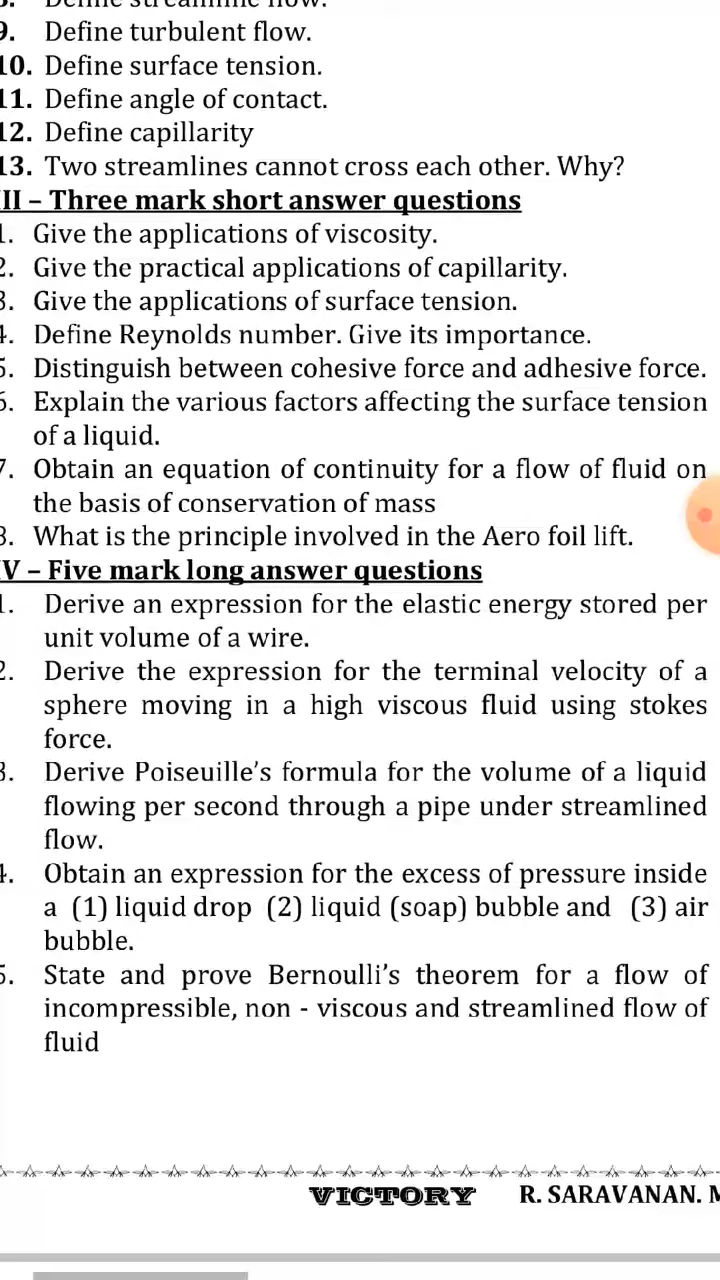 Define streamline flow.
9. Define turbulent flow.
10. Define surface tension.
11. Define angle of contact.
12. Define capillarity
13. Two streamlines cannot cross each other. Why?
III – Three mark short answer questions
1. Give the applications of viscosity.
2. Give the practical applications of capillarity.
3. Give the applications of surface tension.
4. Define Reynolds number. Give its importance.
5. Distinguish between cohesive force and adhesive force.
6. Explain the various factors affecting the surface tension
of a liquid.
7. Obtain an equation of continuity for a flow of fluid on
the basis of conservation of mass
8. What is the principle involved in the Aero foil lift.
IV – Five mark long answer questions
1. Derive an expression for the elastic energy stored per
unit volume of a wire.
2. Derive the expression for the terminal velocity of a
sphere moving in a high viscous fluid using stokes
force.
3. Derive Poiseuille's formula for the volume of a liquid
flowing per second through a pipe under streamlined
flow.
4. Obtain an expression for the excess of pressure inside
a (1) liquid drop (2) liquid (soap) bubble and (3) air
bubble.
5. State and prove Bernoulli's theorem for a flow of
incompressible, non - viscous and streamlined flow of
fluid
VICTORY R. SARAVANAN.